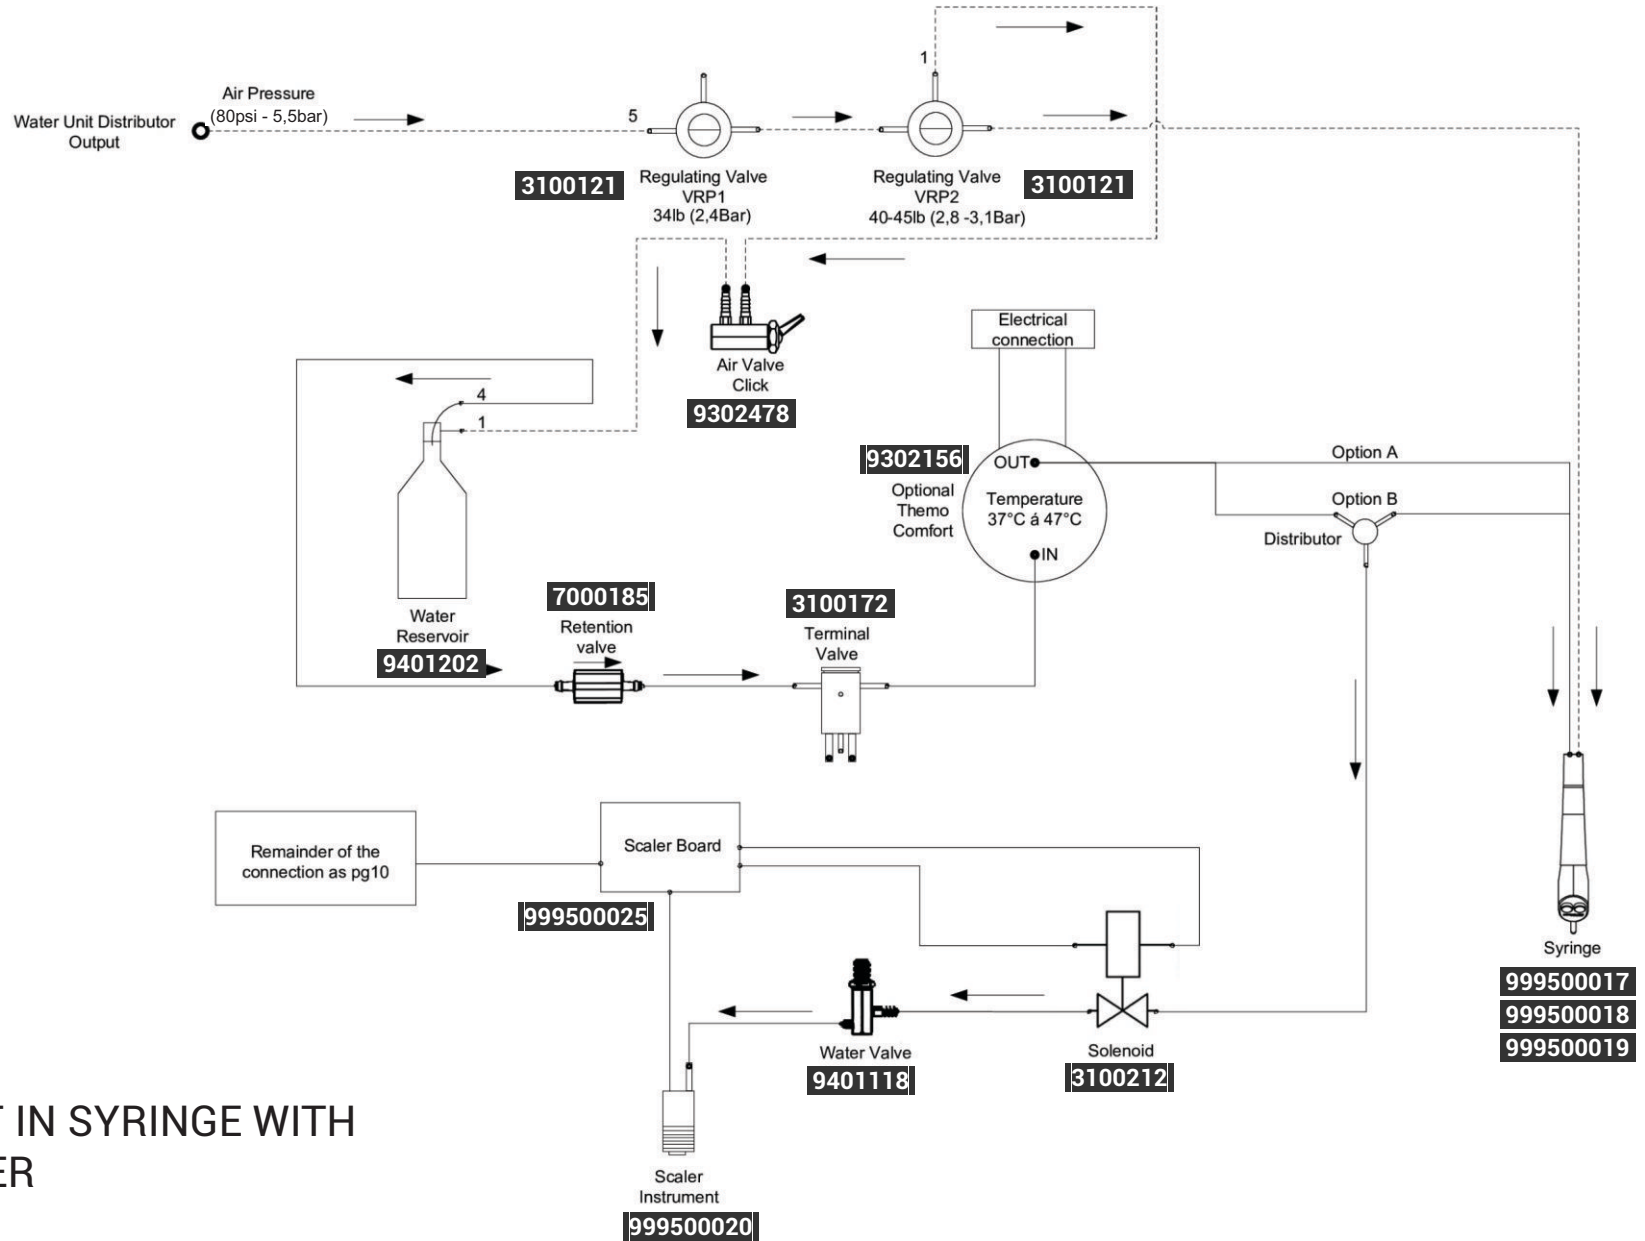 1
Air Pressure
(80psi - 5,5bar)
Water Unit Distributor
Output
5
3100121
Regulating Valve
VRP1
34lb (2,4Bar)
Regulating Valve
VRP2
40-45lb (2,8 -3,1Bar)
3100121
Electrical
connection
Air Valve
Click
9302478
4
1
9302156
Optional
Themo
Comfort
OUT
Temperature
37°C á 47°C
IN
Option A
Option B
Distributor
Water
Reservoir
9401202
7000185
Retention
valve
3100172
Terminal
Valve
Remainder of the
connection as pg10
Scaler Board
999500025
Syringe
999500017
999500018
999500019
Water Valve
9401118
Solenoid
3100212
IN SYRINGE WITH
ER
Scaler
Instrument
999500020